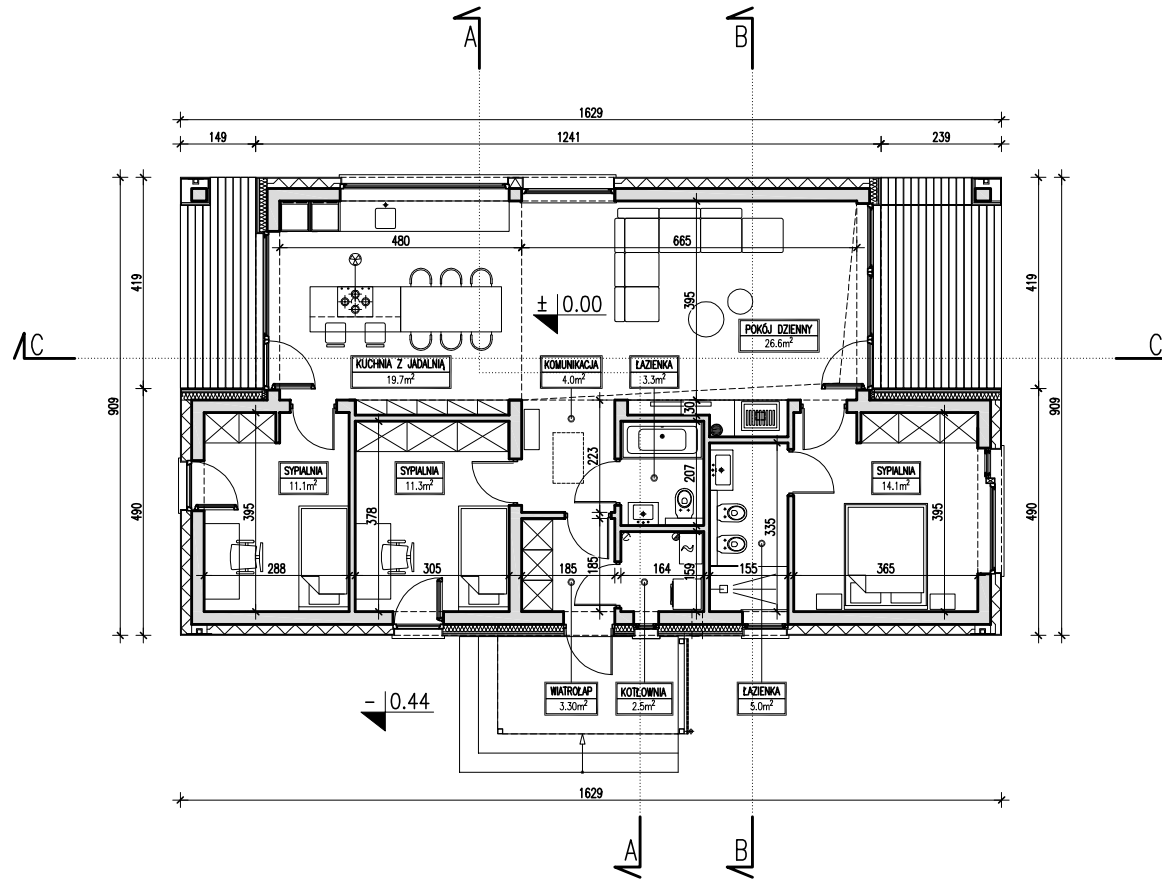 A
B
1629
149
1241
239
480
665
419
419
395
± 0.00
POKÓJ DZIENNY
26.6m²
C
C
KUCHNIA Z JADALNIĄ
19.7m²
KOMUNIKACJA
4.0m²
ŁAZIENKA
3.3m²
909
909
30
SYPIALNIA
11.1m²
SYPIALNIA
11.3m²
223
207
SYPIALNIA
14.1m²
490
395
378
335
395
490
288
305
185
185
164
159
155
365
- 0.44
WIATROŁAP
3.30m²
KOTŁOWNIA
2.5m²
ŁAZIENKA
5.0m²
1629
A
B